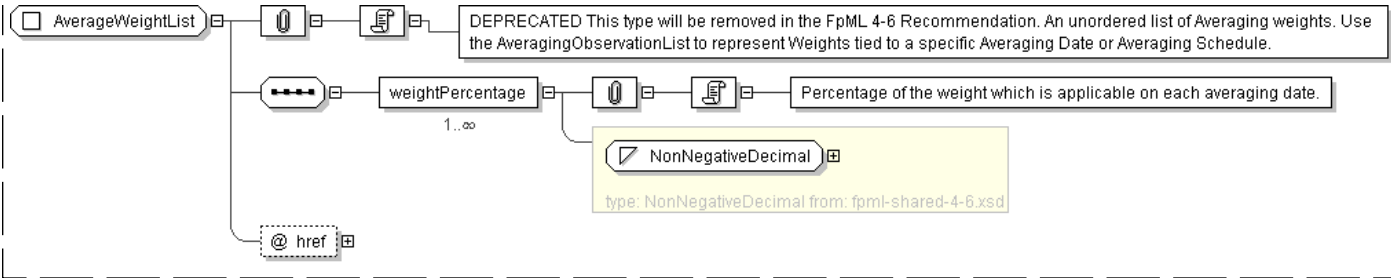 AverageWeightList
DEPRECATED This type will be removed in the FpML 4-6 Recommendation. An unordered list of Averaging weights. Use
the AveragingObservationList to represent Weights tied to a specific Averaging Date or Averaging Schedule.
weightPercentage
Percentage of the weight which is applicable on each averaging date.
1..∞
NonNegativeDecimal
type: NonNegativeDecimal from: fpml-shared-4-6.xsd
@ href